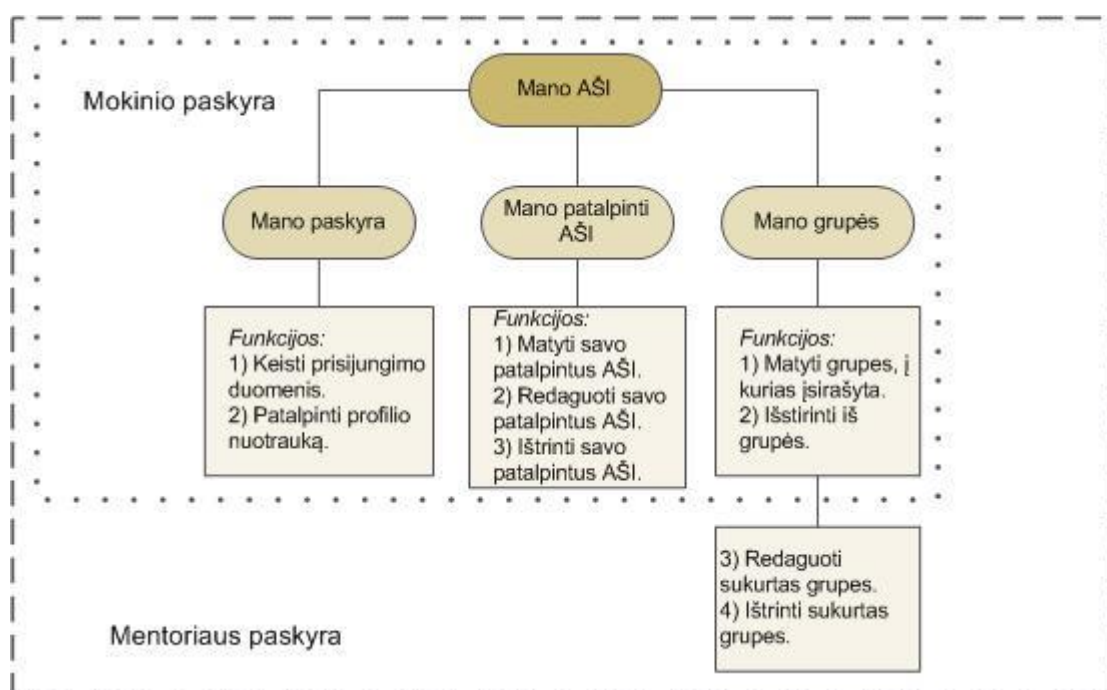 Mokinio paskyra
Mano AŠI
Mano paskyra
Mano patalpinti
AŠI
Mano grupės
Funkcijos:
1) Keisti prisijungimo
duomenis.
2) Patalpinti profilio
nuotrauką.
Funkcijos:
1) Matyti savo
patalpintus AŠI.
2) Redaguoti savo
patalpintus AŠI.
3) Ištrinti savo
patalpintus AŠI.
Funkcijos:
1) Matyti grupes, į
kurias įsirašyta.
2) Išstirinti iš
grupės.
3) Redaguoti
sukurtas grupes.
4) Ištrinti sukurtas
grupes.
Mentoriaus paskyra